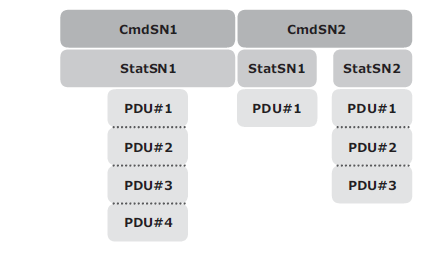 CmdSN1 CmdSN2
StatSN1 StatSN1 StatSN2
PDU#1 PDU#1 PDU#1
PDU#2 PDU#2
PDU#3 PDU#3
PDU#4